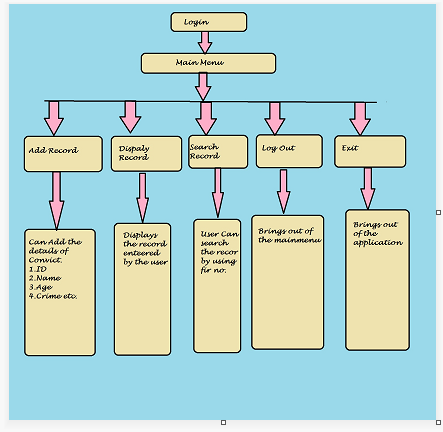 Login
Main Menu
Add Record
Dispaly
Record
Search
Record
Log Out
Exit
Can Add the
details of
Convict.
1.ID
2.Name
3.Age
4.Crime etc.
Displays
the record
enteered
by the user
User Can
search
the recor
by using
fir no.
Brings out of
the mainmenu
Brings out
of the
application